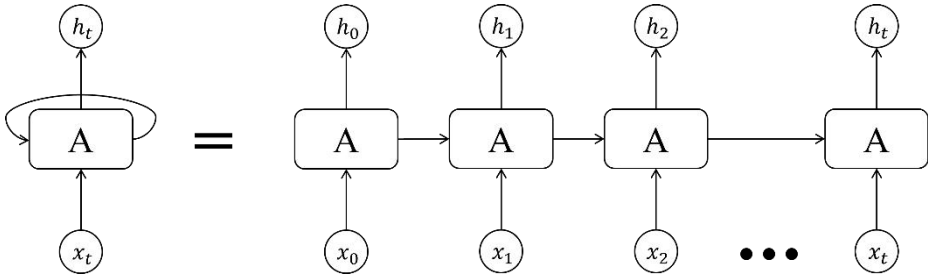 h_t h_0 h_1 h_2 h_t
A = A A A A
x_t x_0 x_1 x_2 ••• x_t